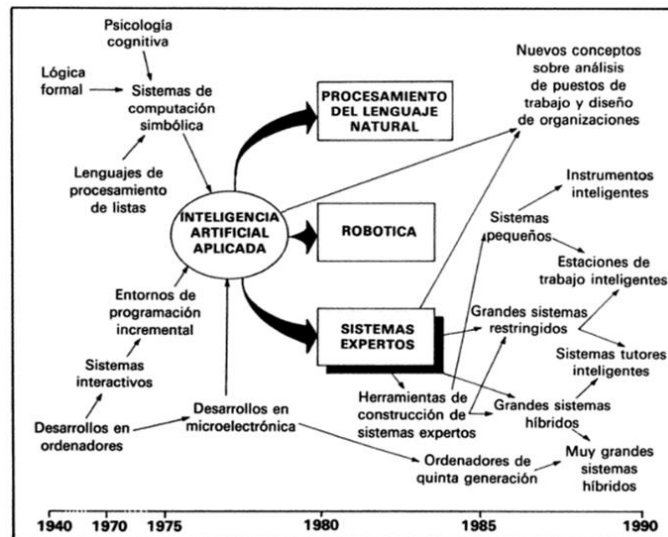 Psicología
cognitiva
Lógica
formal
Sistemas de
computación
simbólica
Lenguajes de
procesamiento
de listas
INTELIGENCIA
ARTIFICIAL
APLICADA
Entornos de
programación
incremental
Sistemas
interactivos
Desarrollos en
ordenadores
Desarrollos en
microelectrónica
PROCESAMIENTO
DEL LENGUAJE
NATURAL
ROBOTICA
SISTEMAS
EXPERTOS
Herramientas de
construcción de
sistemas expertos
Ordenadores de
quinta generación
Nuevos conceptos
sobre análisis
de puestos de
trabajo y diseño
de organizaciones
Instrumentos
inteligentes
Sistemas
pequeños
Estaciones de
trabajo inteligentes
Grandes sistemas
restringidos
Sistemas tutores
inteligentes
Grandes sistemas
híbridos
Muy grandes
sistemas
híbridos
1940 1970 1975 1980 1985 1990